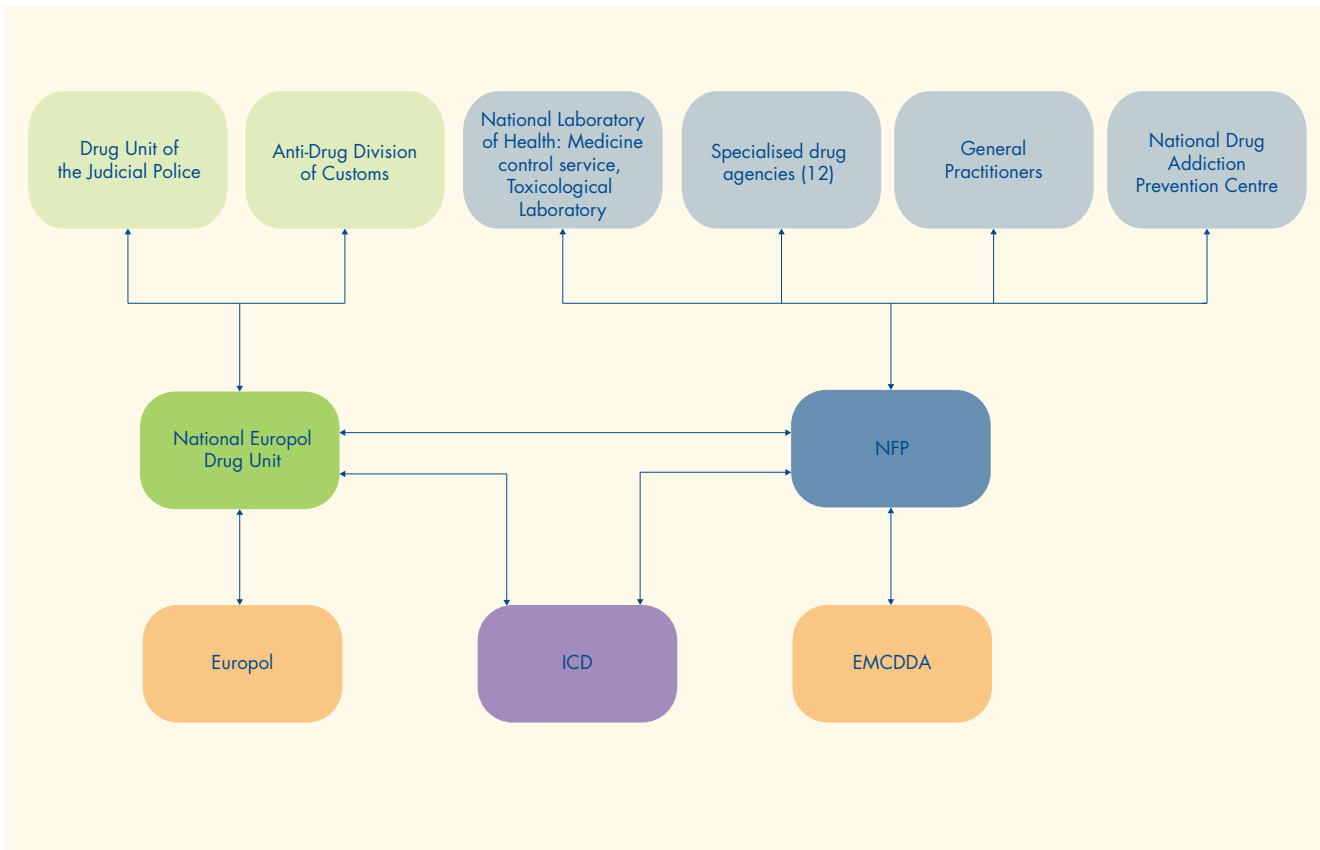 Drug Unit of
the Judicial Police
Anti-Drug Division
of Customs
National Laboratory
of Health: Medicine
control service,
Toxicological
Laboratory
Specialised drug
agencies (12)
General
Practitioners
National Drug
Addiction
Prevention Centre
National Europol
Drug Unit
NFP
Europol
ICD
EMCDDA